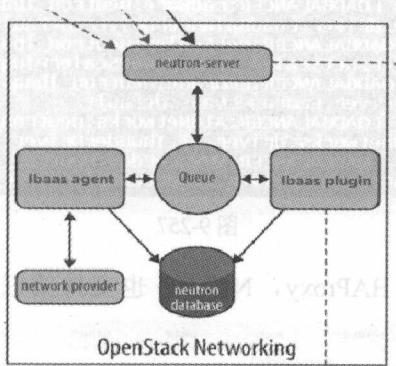 neutron-server
lbaas agent
Queue
lbaas plugin
network provider
neutron
database
OpenStack Networking
HAProxy,